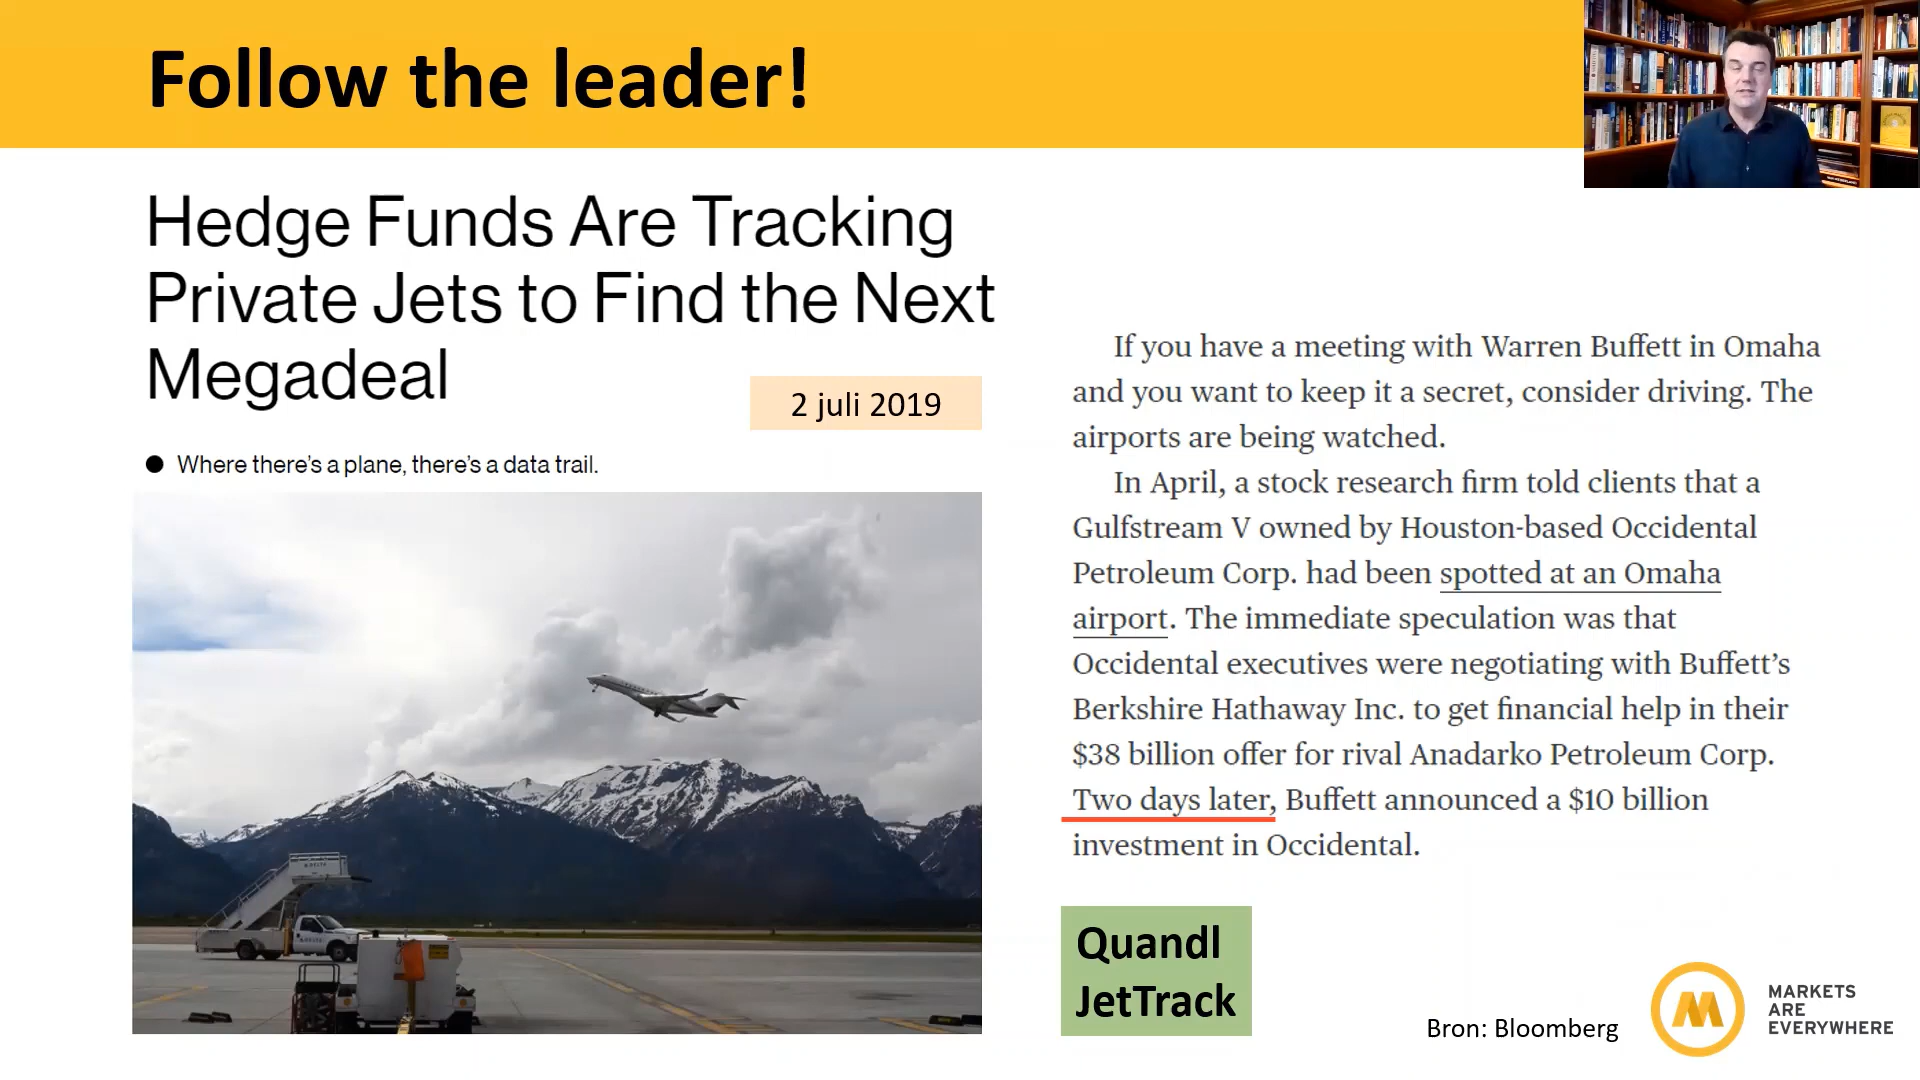 Follow the leader!
Hedge Funds Are Tracking
Private Jets to Find the Next
Megadeal
2 juli 2019
● Where there's a plane, there's a data trail.
If you have a meeting with Warren Buffett in Omaha
and you want to keep it a secret, consider driving. The
airports are being watched.
In April, a stock research firm told clients that a
Gulfstream V owned by Houston-based Occidental
Petroleum Corp. had been spotted at an Omaha
airport. The immediate speculation was that
Occidental executives were negotiating with Buffett's
Berkshire Hathaway Inc. to get financial help in their
$38 billion offer for rival Anadarko Petroleum Corp.
Two days later, Buffett announced a $10 billion
investment in Occidental.
DELTA
DELTA
Quandl
JetTrack
Bron: Bloomberg
MARKETS
ARE
EVERYWHERE